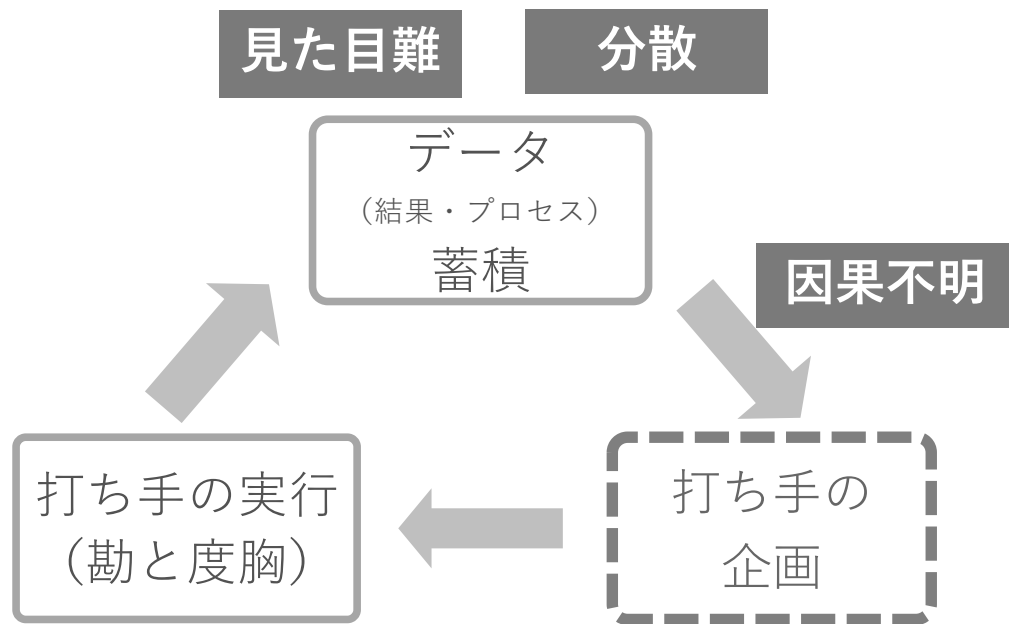 見た目難
分散
データ
（結果・プロセス）
蓄積
因果不明
打ち手の実行
（勘と度胸）
打ち手の
企画